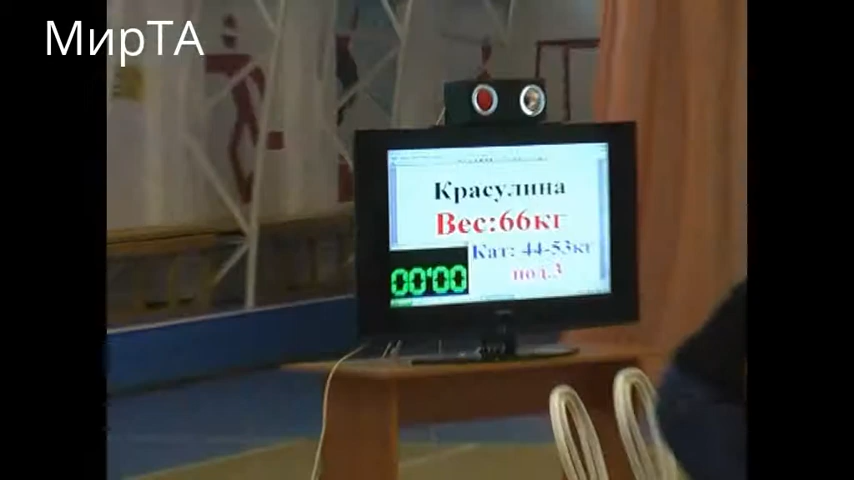 МирТА
Красулина
Вес:66кг
Кат: 44-53кг
под.3
00'00